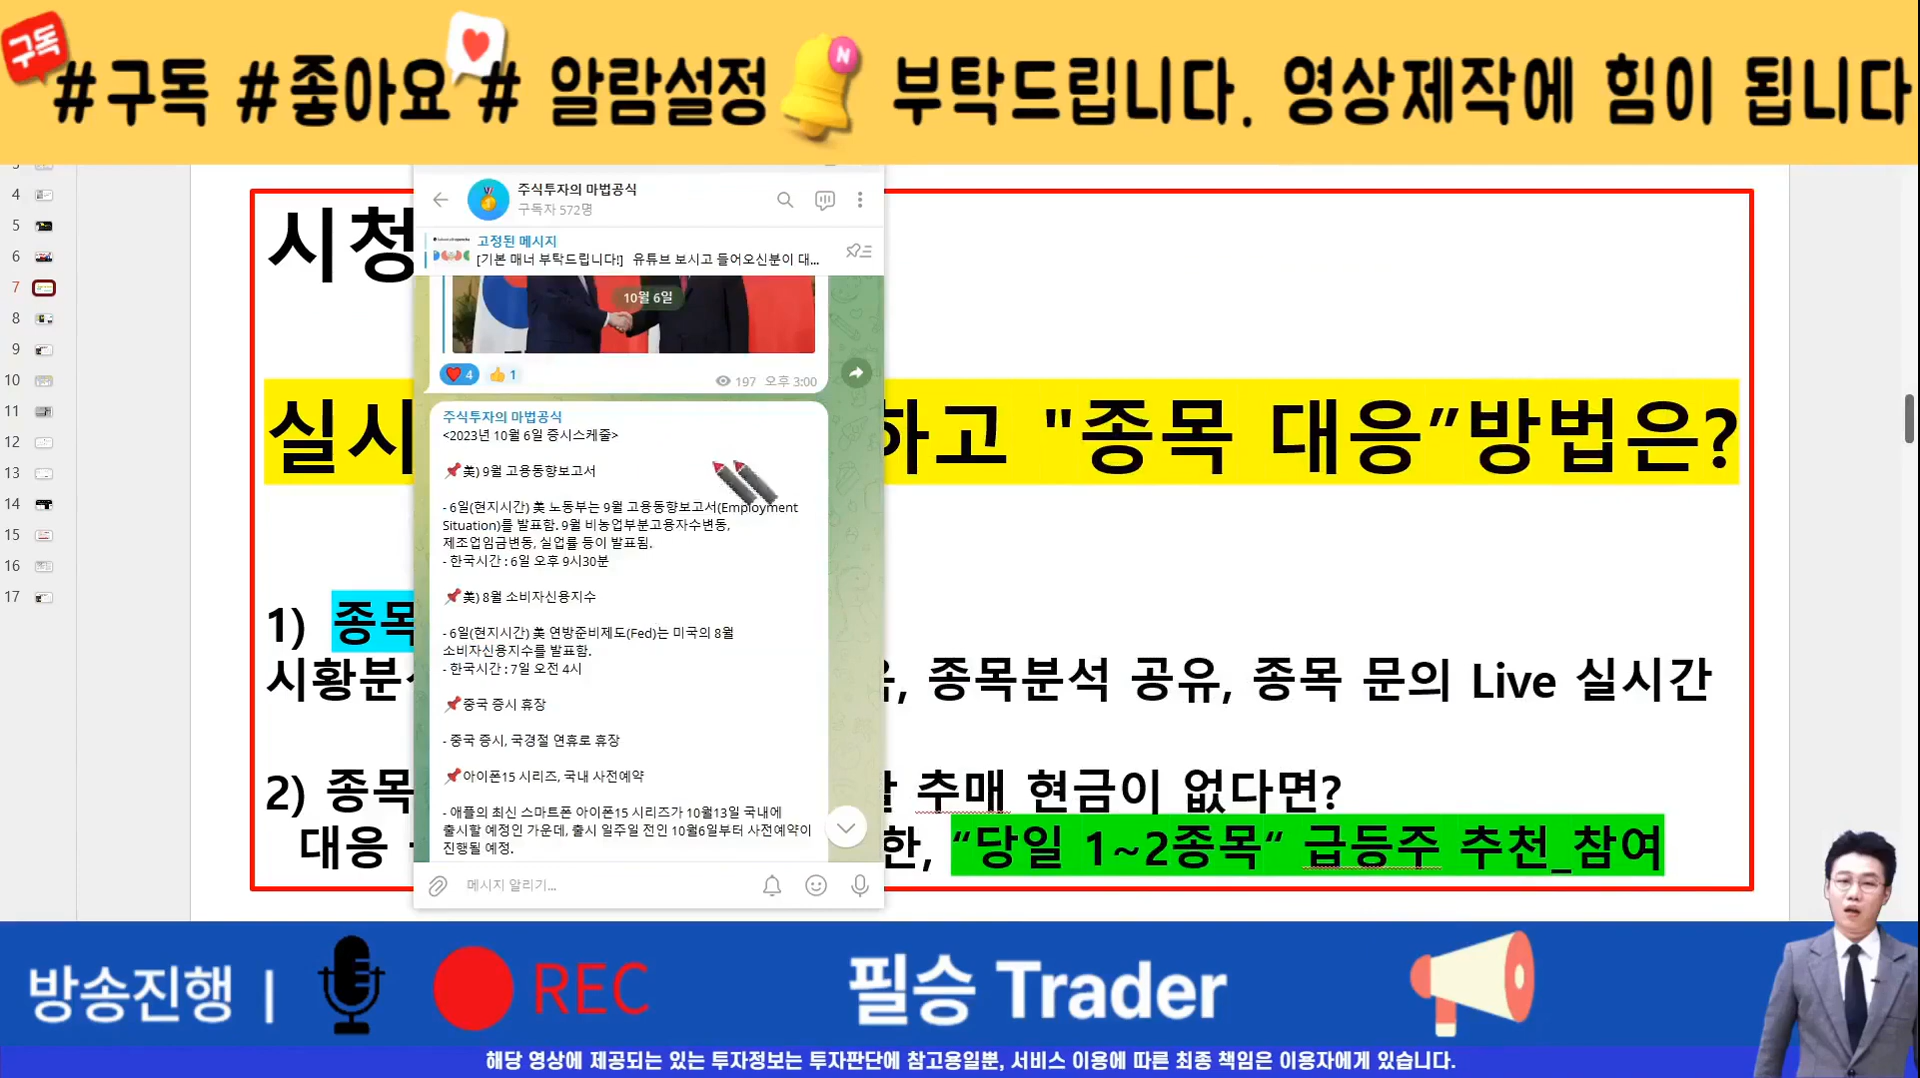 구독
#구독 #좋아요 # 알람설정 N 부탁드립니다. 영상제작에 힘이 됩니다
4
5
6
7
8
9
10
11
12
13
14
15
16
17
시청
실시
하고 "종목 대응”방법은?
1) 종목
시황분
, 종목분석 공유, 종목 문의 Live 실시간
2) 종목
추매 현금이 없다면?
대응
한, “당일 1~2종목“ 급등주 추천_참여
주식투자의 마법공식
구독자 572명
고정된 메시지
[기본 매너 부탁드립니다!] 유튜브 보시고 들어오신분이 대...
10월 6일
4
1
197 오후 3:00
주식투자의 마법공식
<2023년 10월 6일 증시스케줄>
美) 9월 고용동향보고서
- 6일(현지시간) 美 노동부는 9월 고용동향보고서(Employment
Situation)를 발표함. 9월 비농업부분고용자수변동,
제조업임금변동, 실업률 등이 발표됨.
- 한국시간 : 6일 오후 9시30분
美) 8월 소비자신용지수
- 6일(현지시간) 美 연방준비제도(Fed)는 미국의 8월
소비자신용지수를 발표함.
- 한국시간 : 7일 오전 4시
중국 증시 휴장
- 중국 증시, 국경절 연휴로 휴장
아이폰15 시리즈, 국내 사전예약
- 애플의 최신 스마트폰 아이폰15 시리즈가 10월13일 국내에
출시할 예정인 가운데, 출시 일주일 전인 10월6일부터 사전예약이
진행될 예정.
메시지 알리기...
방송진행 |
REC
필승 Trader
해당 영상에 제공되는 있는 투자정보는 투자판단에 참고용일뿐, 서비스 이용에 따른 최종 책임은 이용자에게 있습니다.